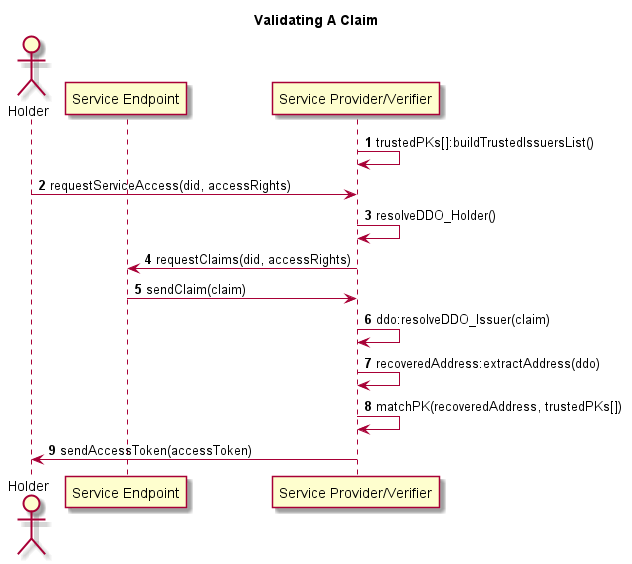 Validating A Claim
Holder
Service Endpoint
Service Provider/Verifier
1 trustedPKs[]:buildTrustedIssuersList()
2 requestServiceAccess(did, accessRights)
3 resolveDDO_Holder()
4 requestClaims(did, accessRights)
5 sendClaim(claim)
6 ddo:resolveDDO_Issuer(claim)
7 recoveredAddress:extractAddress(ddo)
8 matchPK(recoveredAddress, trustedPKs[])
9 sendAccessToken(accessToken)
Holder
Service Endpoint
Service Provider/Verifier